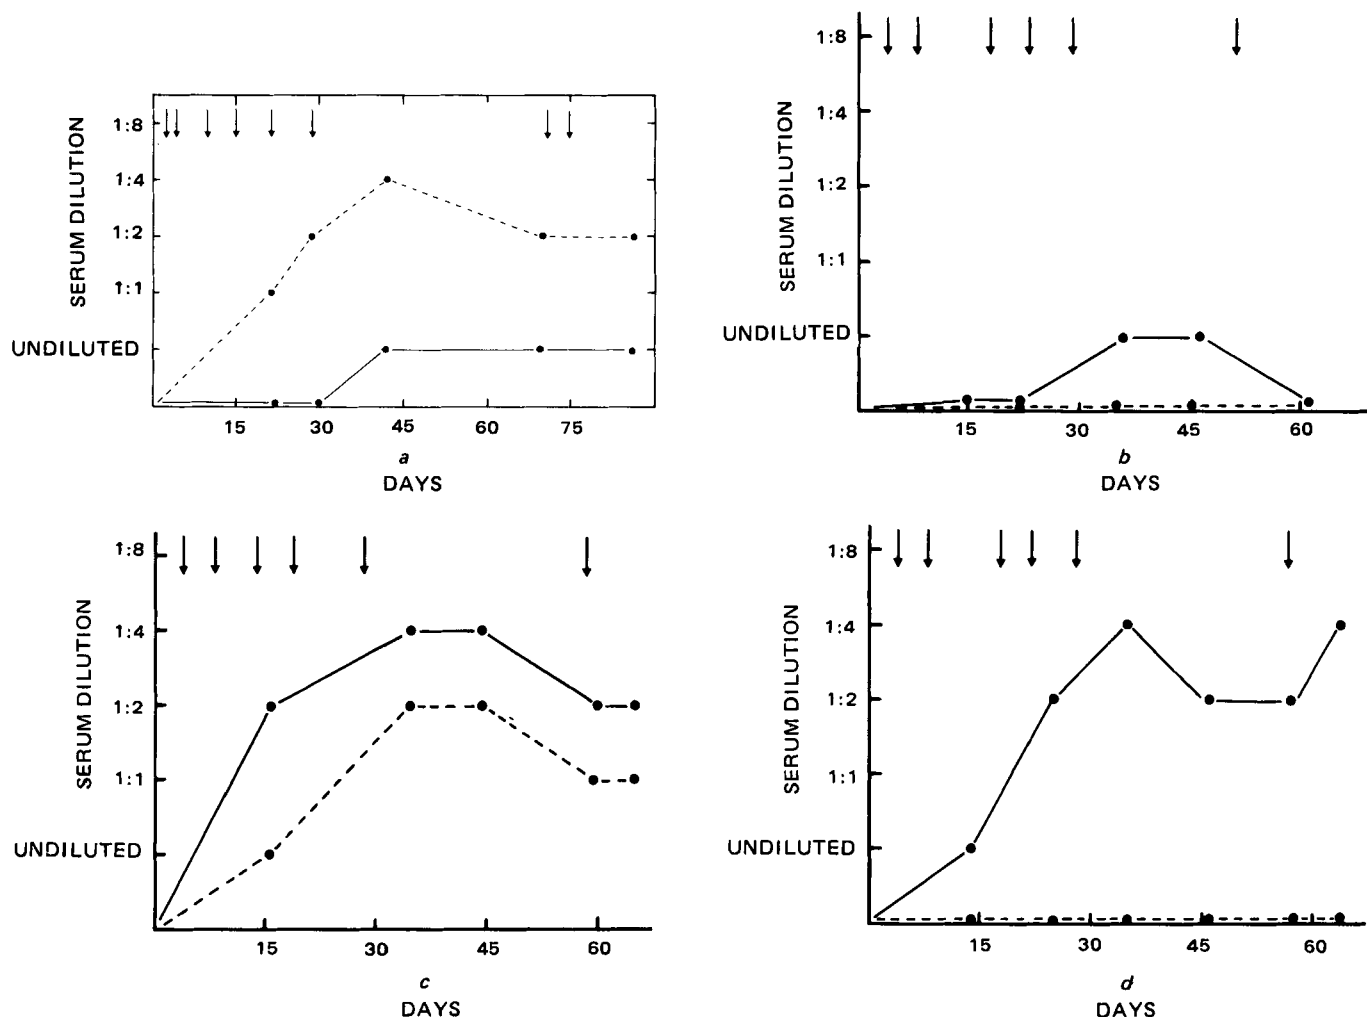 SERUM DILUTION
1:8
1:4
1:2
1:1
UNDILUTED
15 30 45 60 75
a
DAYS
SERUM DILUTION
1:8
1:4
1:2
1:1
UNDILUTED
15 30 45 60
b
DAYS
SERUM DILUTION
1:8
1:4
1:2
1:1
UNDILUTED
15 30 45 60
c
DAYS
SERUM DILUTION
1:8
1:4
1:2
1:1
UNDILUTED
15 30 45 60
d
DAYS